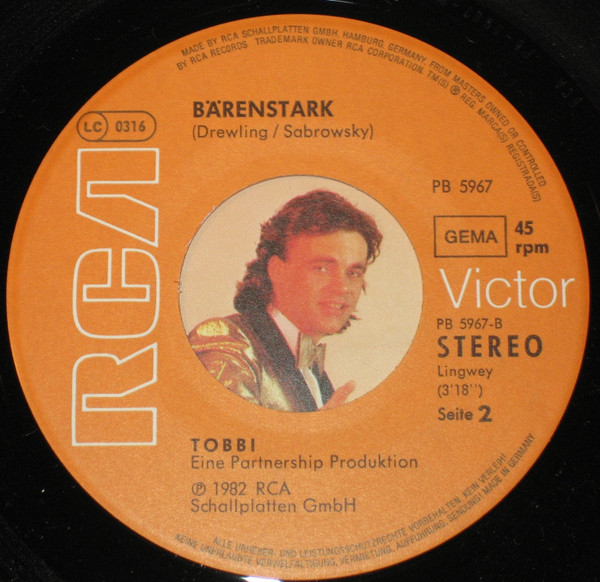 MADE BY RCA SCHALLPLATTEN GMBH, HAMBURG, GERMANY, FROM MASTERS OWNED OR CONTROLLED
BY RCA RECORDS TRADEMARK OWNER RCA CORPORATION. TM(S) ® REG. MARCA(S) REGISTRADA(S)
LC 0316
BÄRENSTARK
(Drewling / Sabrowsky)
PB 5967
GEMA
45
rpm
RCA
Victor
PB 5967-B
STEREO
Lingwey
(3'18'')
Seite 2
TOBBI
Eine Partnership Produktion
℗ 1982 RCA
Schallplatten GmbH
ALLE URHEBER- UND LEISTUNGSSCHUTZRECHTE VORBEHALTEN. KEIN VERLEIH!
KEINE UNERLAUBTE VERVIELFÄLTIGUNG, VERMIETUNG, AUFFÜHRUNG, SENDUNG! MADE IN GERMANY